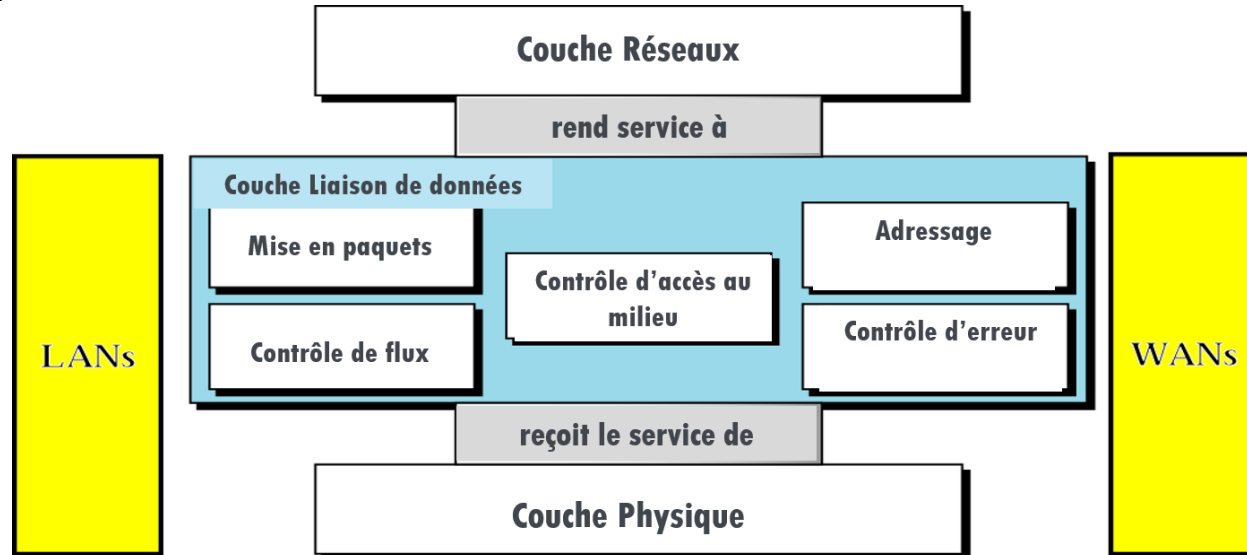 Couche Réseaux
rend service à
Couche Liaison de données
Mise en paquets
Adressage
Contrôle d'accès au
milieu
Contrôle de flux
Contrôle d'erreur
LANs
WANs
reçoit le service de
Couche Physique